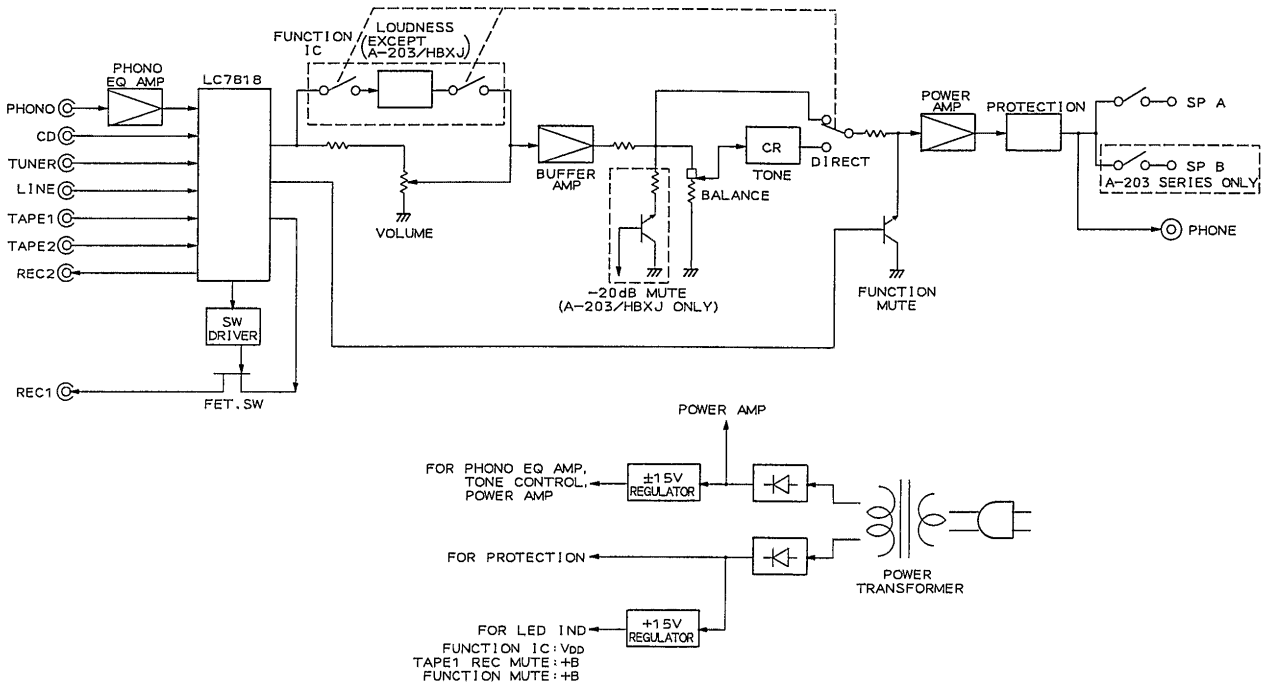 FUNCTION IC
LOUDNESS
(EXCEPT
A-203/HBXJ)
PHONO
EQ AMP
LC7818
PHONO
CD
TUNER
LINE
TAPE1
TAPE2
REC2
SW
DRIVER
REC1
FET.SW
VOLUME
BUFFER
AMP
-20dB MUTE
(A-203/HBXJ ONLY)
BALANCE
CR
TONE
DIRECT
POWER
AMP
PROTECTION
FUNCTION
MUTE
SP A
SP B
A-203 SERIES ONLY
PHONE
POWER AMP
FOR PHONO EQ AMP,
TONE CONTROL,
POWER AMP
±15V
REGULATOR
FOR PROTECTION
POWER
TRANSFORMER
FOR LED IND
+15V
REGULATOR
FUNCTION IC:VDD
TAPE1 REC MUTE:+B
FUNCTION MUTE:+B